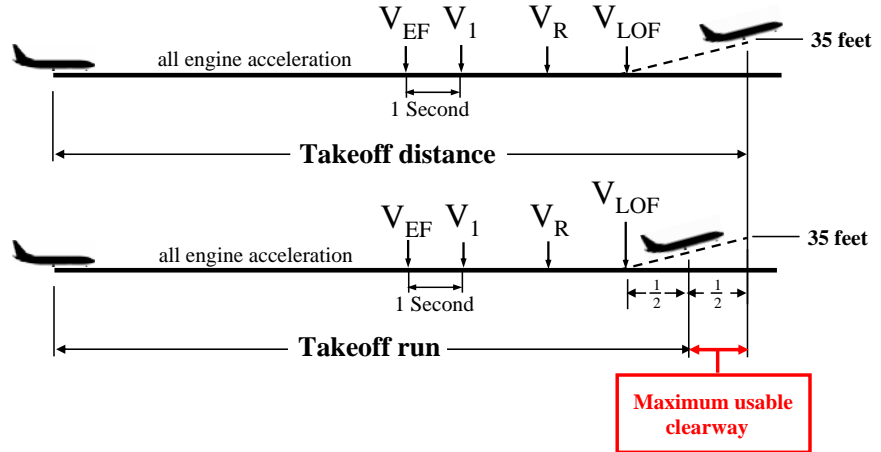 V_EF V_1 V_R V_LOF
35 feet
all engine acceleration
1 Second
Takeoff distance
V_EF V_1 V_R V_LOF
35 feet
all engine acceleration
1 Second
1/2 1/2
Takeoff run
Maximum usable
clearway